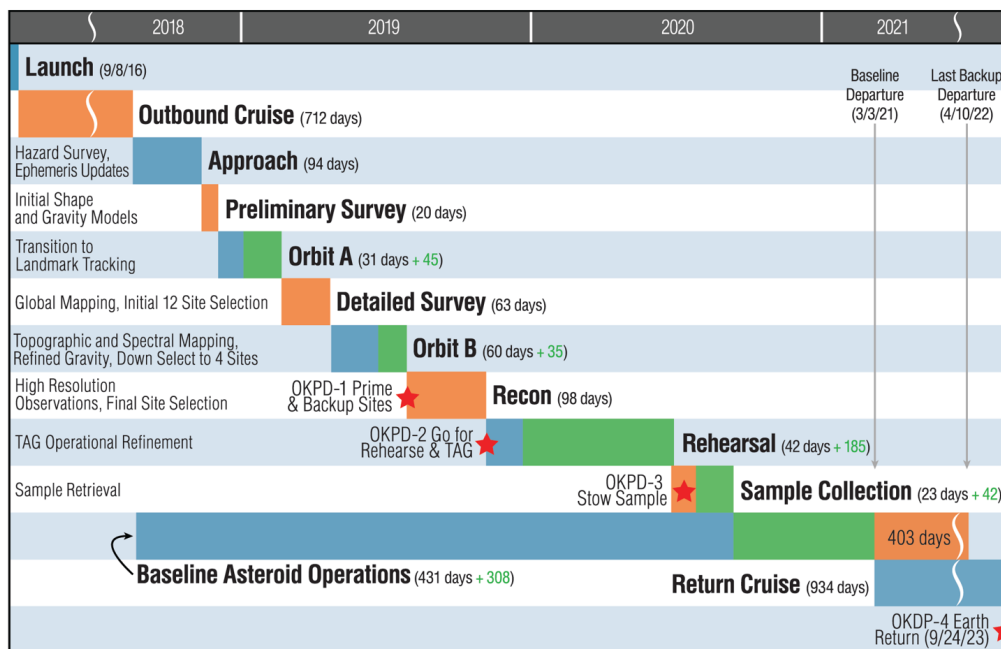 2018 2019 2020 2021
Launch (9/8/16)
Baseline
Departure
(3/3/21)
Last Backup
Departure
(4/10/22)
Outbound Cruise (712 days)
Hazard Survey,
Ephemeris Updates
Approach (94 days)
Initial Shape
and Gravity Models
Preliminary Survey (20 days)
Transition to
Landmark Tracking
Orbit A (31 days + 45)
Global Mapping, Initial 12 Site Selection
Detailed Survey (63 days)
Topographic and Spectral Mapping,
Refined Gravity, Down Select to 4 Sites
Orbit B (60 days + 35)
High Resolution
Observations, Final Site Selection
OKPD-1 Prime
& Backup Sites
Recon (98 days)
TAG Operational Refinement
OKPD-2 Go for
Rehearse & TAG
Rehearsal (42 days + 185)
Sample Retrieval
OKPD-3
Stow Sample
Sample Collection (23 days + 42)
403 days
Baseline Asteroid Operations (431 days + 308)
Return Cruise (934 days)
OKDP-4 Earth
Return (9/24/23)